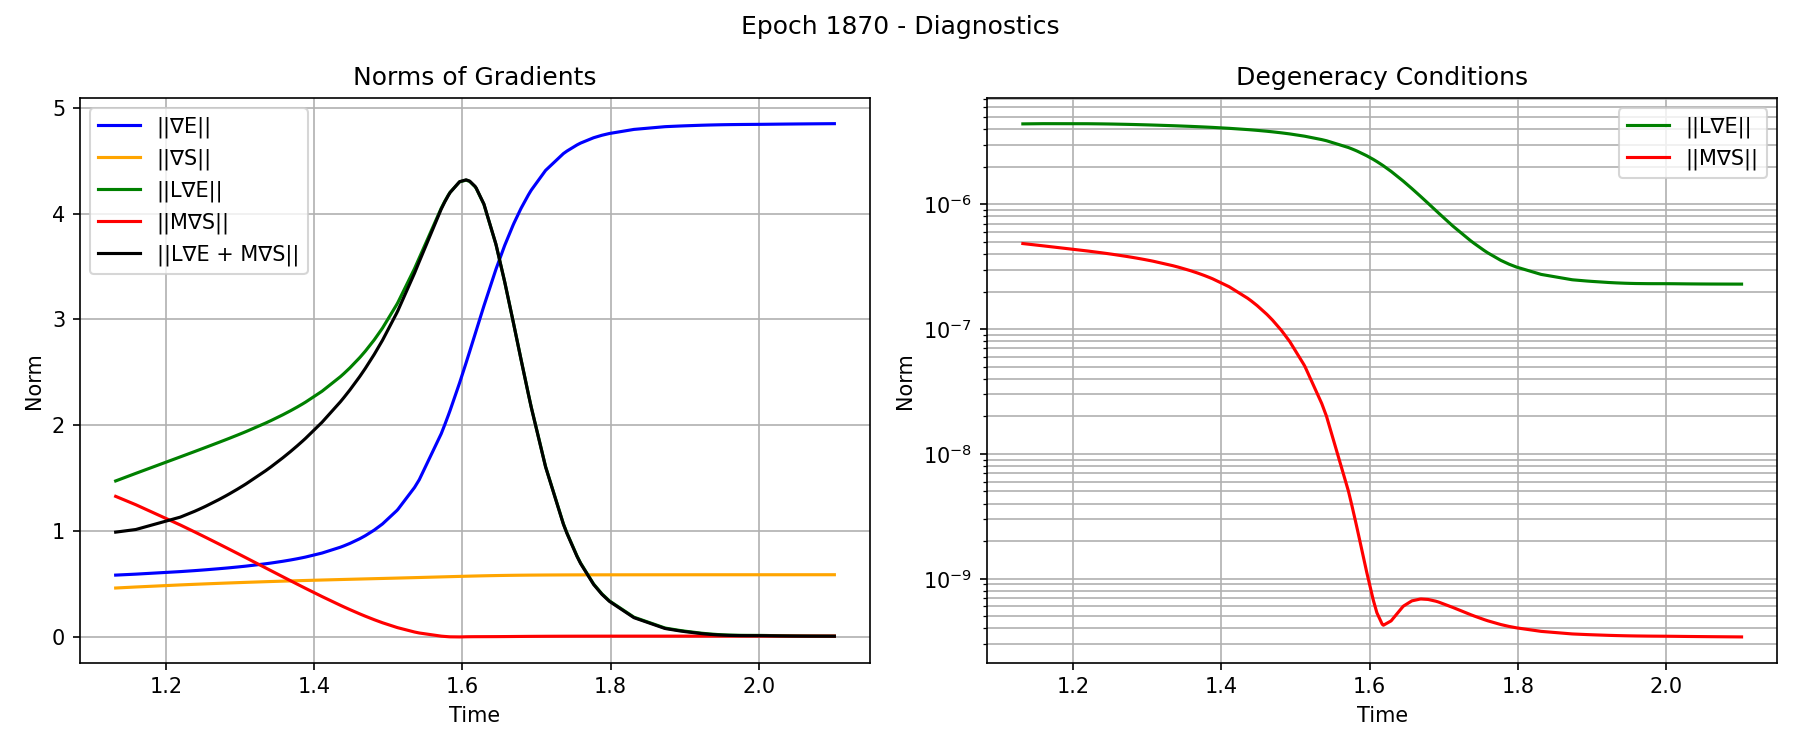 Epoch 1870 - Diagnostics
Norms of Gradients
5
4
3
2
1
0
Norm
||∇E||
||∇S||
||L∇E||
||M∇S||
||L∇E + M∇S||
1.2
1.4
1.6
1.8
2.0
Time
Degeneracy Conditions
10⁻⁶
10⁻⁷
10⁻⁸
10⁻⁹
Norm
||L∇E||
||M∇S||
1.2
1.4
1.6
1.8
2.0
Time